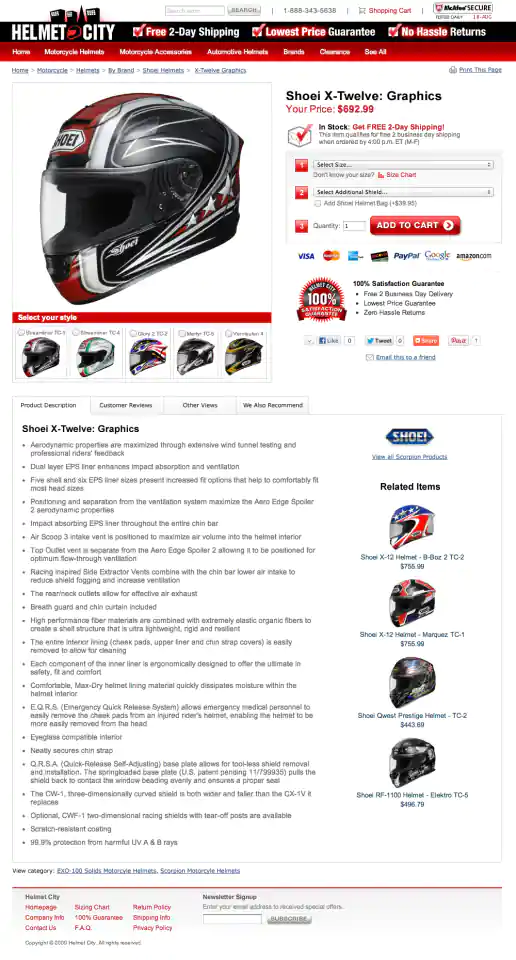 Search Item
SEARCH
1-888-343-5638
Shopping Cart
McAfee SECURE
TESTED DAILY 18-AUG
HELMET CITY
Free 2-Day Shipping
Lowest Price Guarantee
No Hassle Returns
Home
Motorcycle Helmets
Motorcycle Accessories
Automotive Helmets
Brands
Clearance
See All
Home > Motorcycle > Helmets > By Brand > Shoei Helmets > X-Twelve Graphics
Print This Page
SHOEI
Shoei
Select your style
Streamliner TC-1
Streamliner TC-4
Glory 2 TC-2
Martyr TC-5
Vermeulen 4
Shoei X-Twelve: Graphics
Your Price: $692.99
In Stock: Get FREE 2-Day Shipping!
This item qualifies for free 2 business day shipping
when ordered by 4:00 p.m. ET (M-F)
1 Select Size...
Don't know your size? Size Chart
2 Select Additional Shield...
Add Shoei Helmet Bag (+$39.95)
3 Quantity: 1
ADD TO CART
VISA
PayPal
Google
amazon.com
HELMET CITY
100%
SATISFACTION
GUARANTEE
100% Satisfaction Guarantee
• Free 2 Business Day Delivery
• Lowest Price Guarantee
• Zero Hassle Returns
Like 0
Tweet 0
Share
Pin it 1
Email this to a friend
Product Description
Customer Reviews
Other Views
We Also Recommend
Shoei X-Twelve: Graphics
• Aerodynamic properties are maximized through extensive wind tunnel testing and
professional riders' feedback
• Dual layer EPS liner enhances impact absorption and ventilation
• Five shell and six EPS liner sizes present increased fit options that help to comfortably fit
most head sizes
• Positioning and separation from the ventilation system maximize the Aero Edge Spoiler
2 aerodynamic properties
• Impact absorbing EPS liner throughout the entire chin bar
• Air Scoop 3 intake vent is positioned to maximize air volume into the helmet interior
• Top Outlet vent is separate from the Aero Edge Spoiler 2 allowing it to be positioned for
optimum flow-through ventilation
• Racing inspired Side Extractor Vents combine with the chin bar lower air intake to
reduce shield fogging and increase ventilation
• The rear/neck outlets allow for effective air exhaust
• Breath guard and chin curtain included
• High performance fiber materials are combined with extremely elastic organic fibers to
create a shell structure that is ultra lightweight, rigid and resilient
• The entire interior lining (cheek pads, upper liner and chin strap covers) is easily
removed to allow for cleaning
• Each component of the inner liner is ergonomically designed to offer the ultimate in
safety, fit and comfort
• Comfortable, Max-Dry helmet lining material quickly dissipates moisture within the
helmet interior
• E.Q.R.S. (Emergency Quick Release System) allows emergency medical personnel to
easily remove the cheek pads from an injured rider's helmet, enabling the helmet to be
more easily removed from the head
• Eyeglass compatible interior
• Neatly secures chin strap
• Q.R.S.A. (Quick-Release Self-Adjusting) base plate allows for tool-less shield removal
and installation. The springloaded base plate (U.S. patent pending 11/799935) pulls the
shield back to contact the window beading evenly and ensures a proper seal
• The CW-1, three-dimensionally curved shield is both wider and taller than the CX-1V it
replaces
• Optional, CWF-1 two-dimensional racing shields with tear-off posts are available
• Scratch-resistant coating
• 99.9% protection from harmful UV A & B rays
SHOEI
View all Scorpion Products
Related Items
Shoei X-12 Helmet - B-Boz 2 TC-2
$755.99
Shoei X-12 Helmet - Marquez TC-1
$755.99
Shoei Qwest Prestige Helmet - TC-2
$443.69
Shoei RF-1100 Helmet - Elektro TC-5
$496.79
View category: EXO-100 Solids Motorcyle Helmets, Scorpion Motorcyle Helmets
Helmet City
Homepage
Sizing Chart
Return Policy
Company Info
100% Guarantee
Shipping Info
Contact Us
F.A.Q.
Privacy Policy
Newsletter Signup
Enter your email address to received special offers.
SUBSCRIBE
Copyright © 2009 Helmet City. All rights reserved.